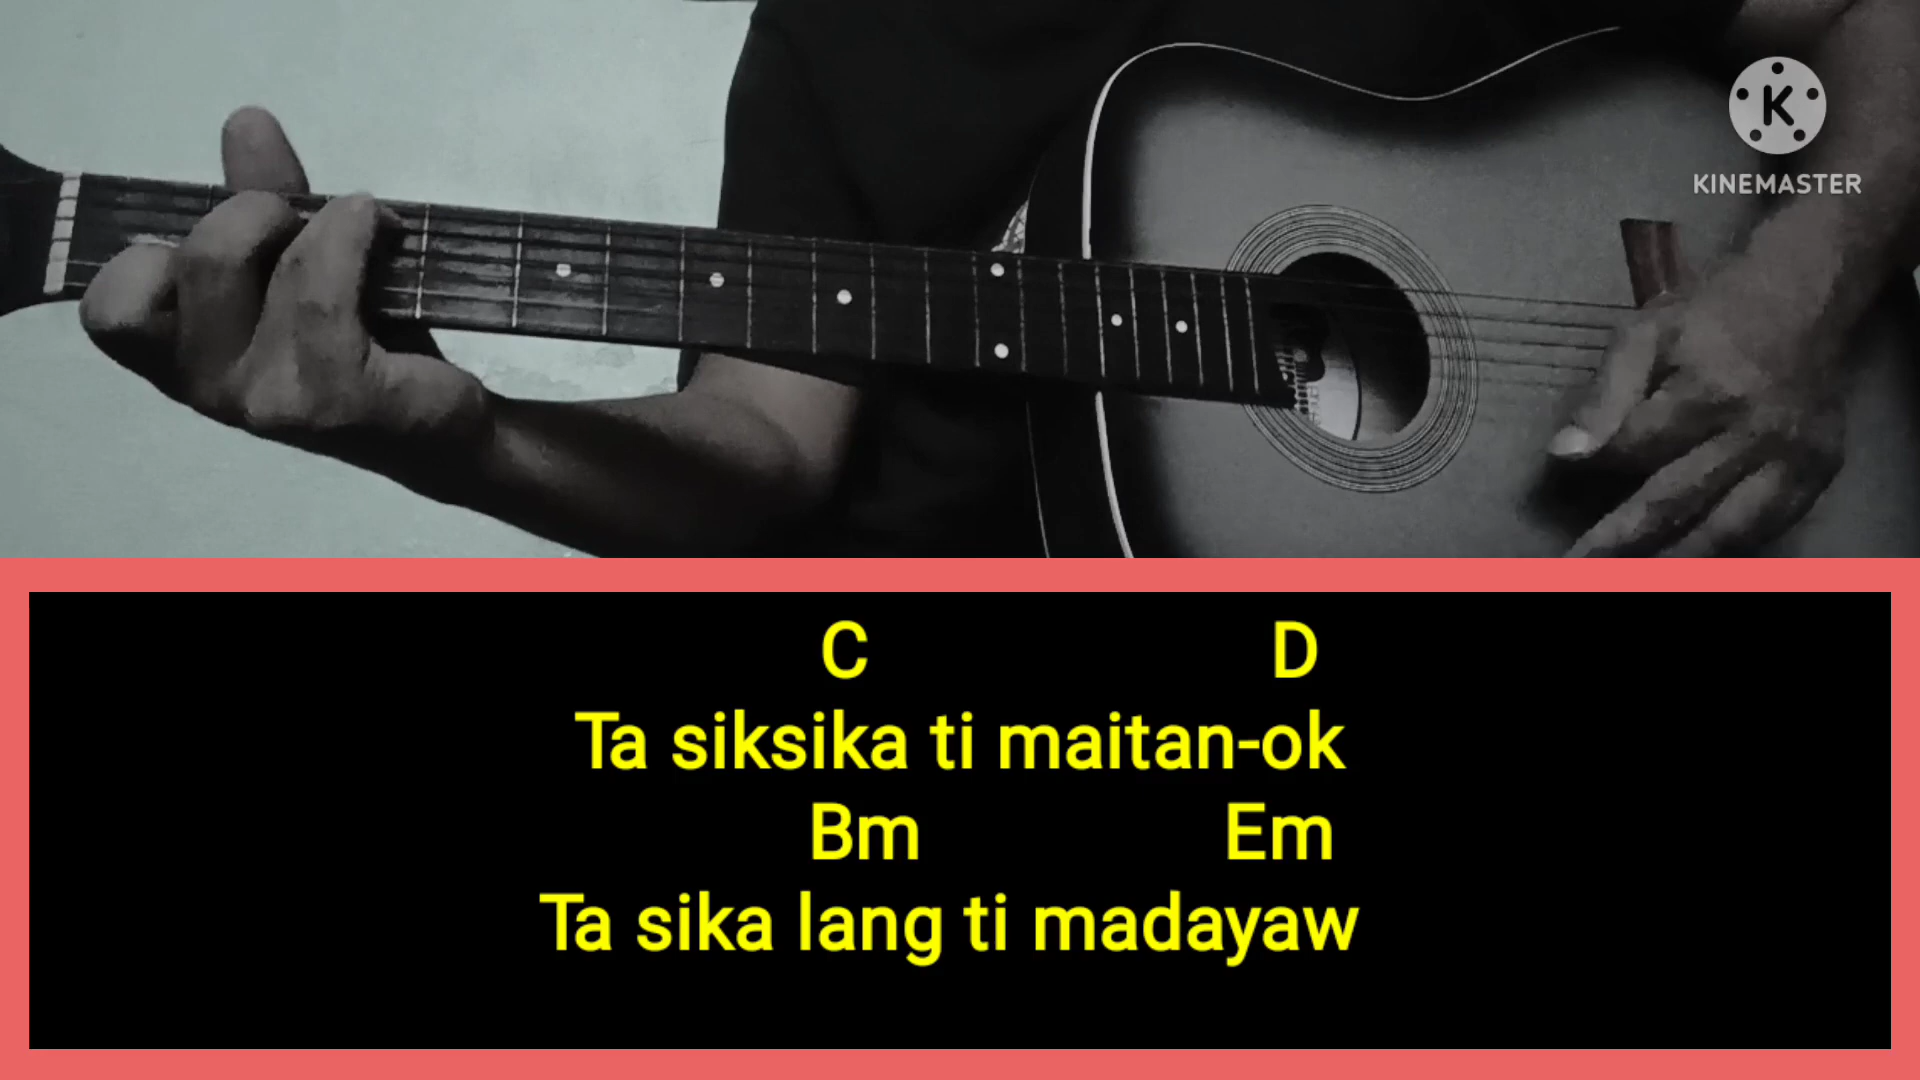 K
KINEMASTER
C D
Ta siksika ti maitan-ok
Bm Em
Ta sika lang ti madayaw